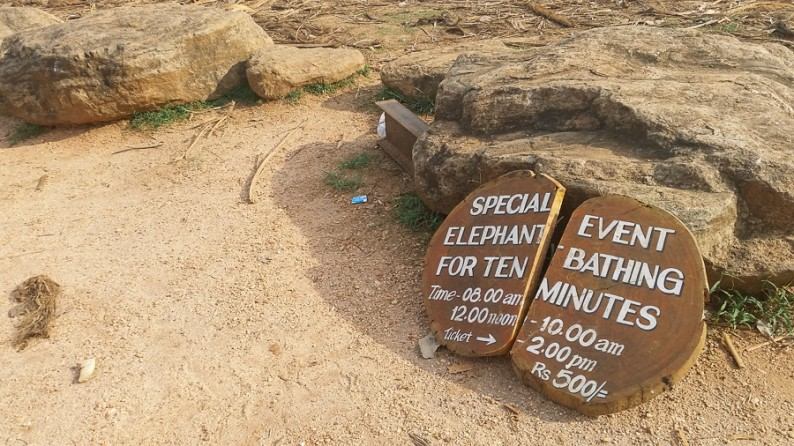 SPECIAL EVENT
ELEPHANT BATHING
FOR TEN MINUTES
Time - 08.00 am - 10.00 am
12.00 noon - 2.00 pm
Ticket → Rs 500/=